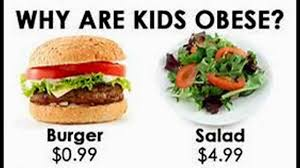 WHY ARE KIDS OBESE?
Burger Salad
$0.99 $4.99